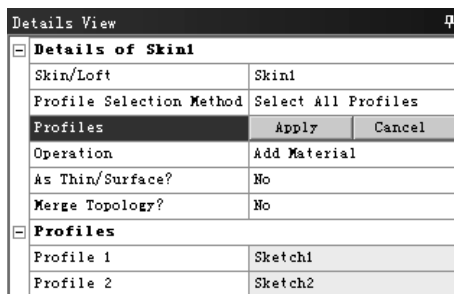 Details View
Details of Skin1
Skin/Loft Skin1
Profile Selection Method Select All Profiles
Profiles Apply Cancel
Operation Add Material
As Thin/Surface? No
Merge Topology? No
Profiles
Profile 1 Sketch1
Profile 2 Sketch2